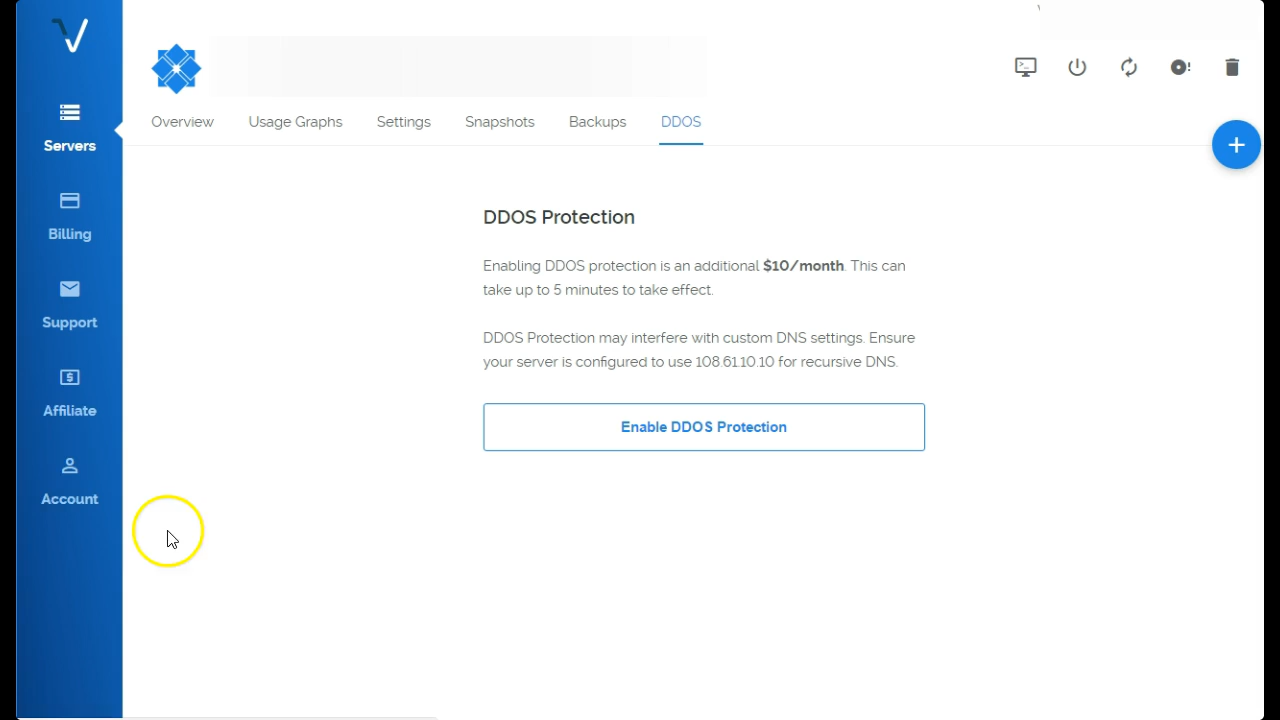 Servers
Billing
Support
Affiliate
Account
Overview Usage Graphs Settings Snapshots Backups DDOS
DDOS Protection
Enabling DDOS protection is an additional $10/month. This can
take up to 5 minutes to take effect.
DDOS Protection may interfere with custom DNS settings. Ensure
your server is configured to use 108.61.10.10 for recursive DNS.
Enable DDOS Protection